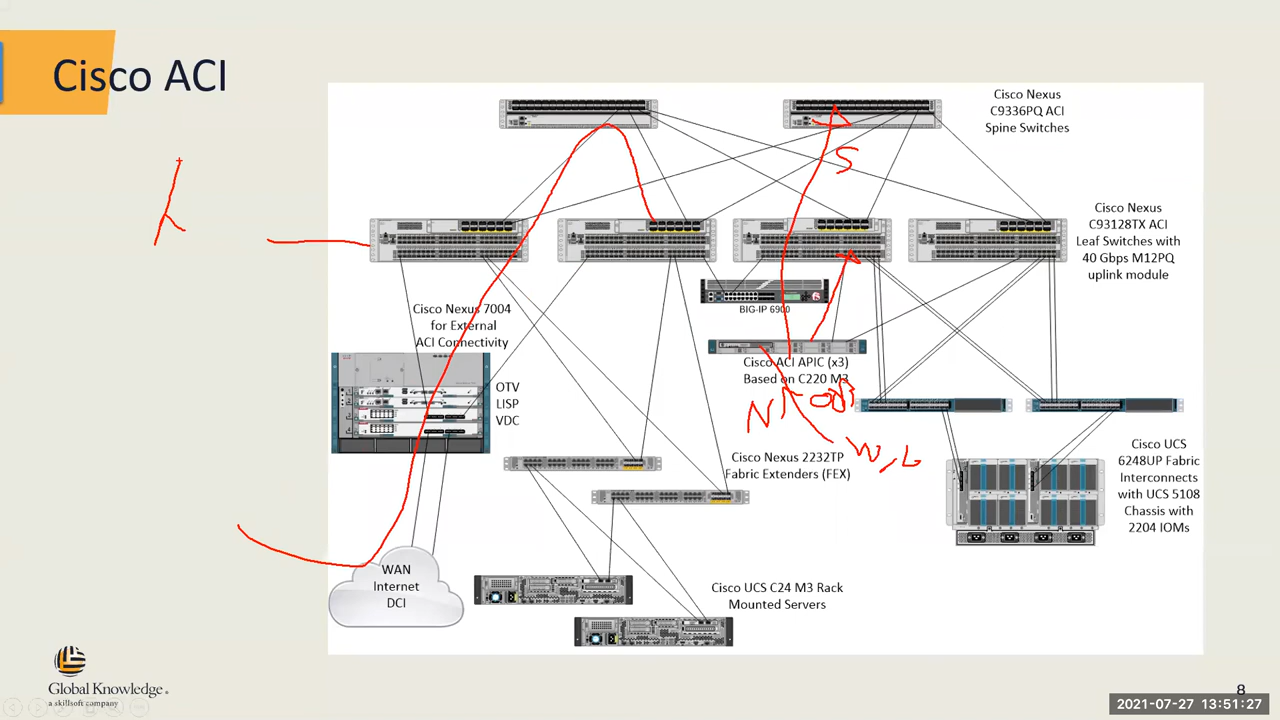 Cisco ACI
Cisco Nexus
C9336PQ ACI
Spine Switches
S
Cisco Nexus
C93128TX ACI
Leaf Switches with
40 Gbps M12PQ
uplink module
BIG-IP 6900
Cisco Nexus 7004
for External
ACI Connectivity
Cisco ACI APIC (x3)
Based on C220 M3
OTV
LISP
VDC
Cisco Nexus 2232TP
Fabric Extenders (FEX)
Cisco UCS
6248UP Fabric
Interconnects
with UCS 5108
Chassis with
2204 IOMs
WAN
Internet
DCI
Cisco UCS C24 M3 Rack
Mounted Servers
Global Knowledge®
a skillsoft company
8
2021-07-27 13:51:27